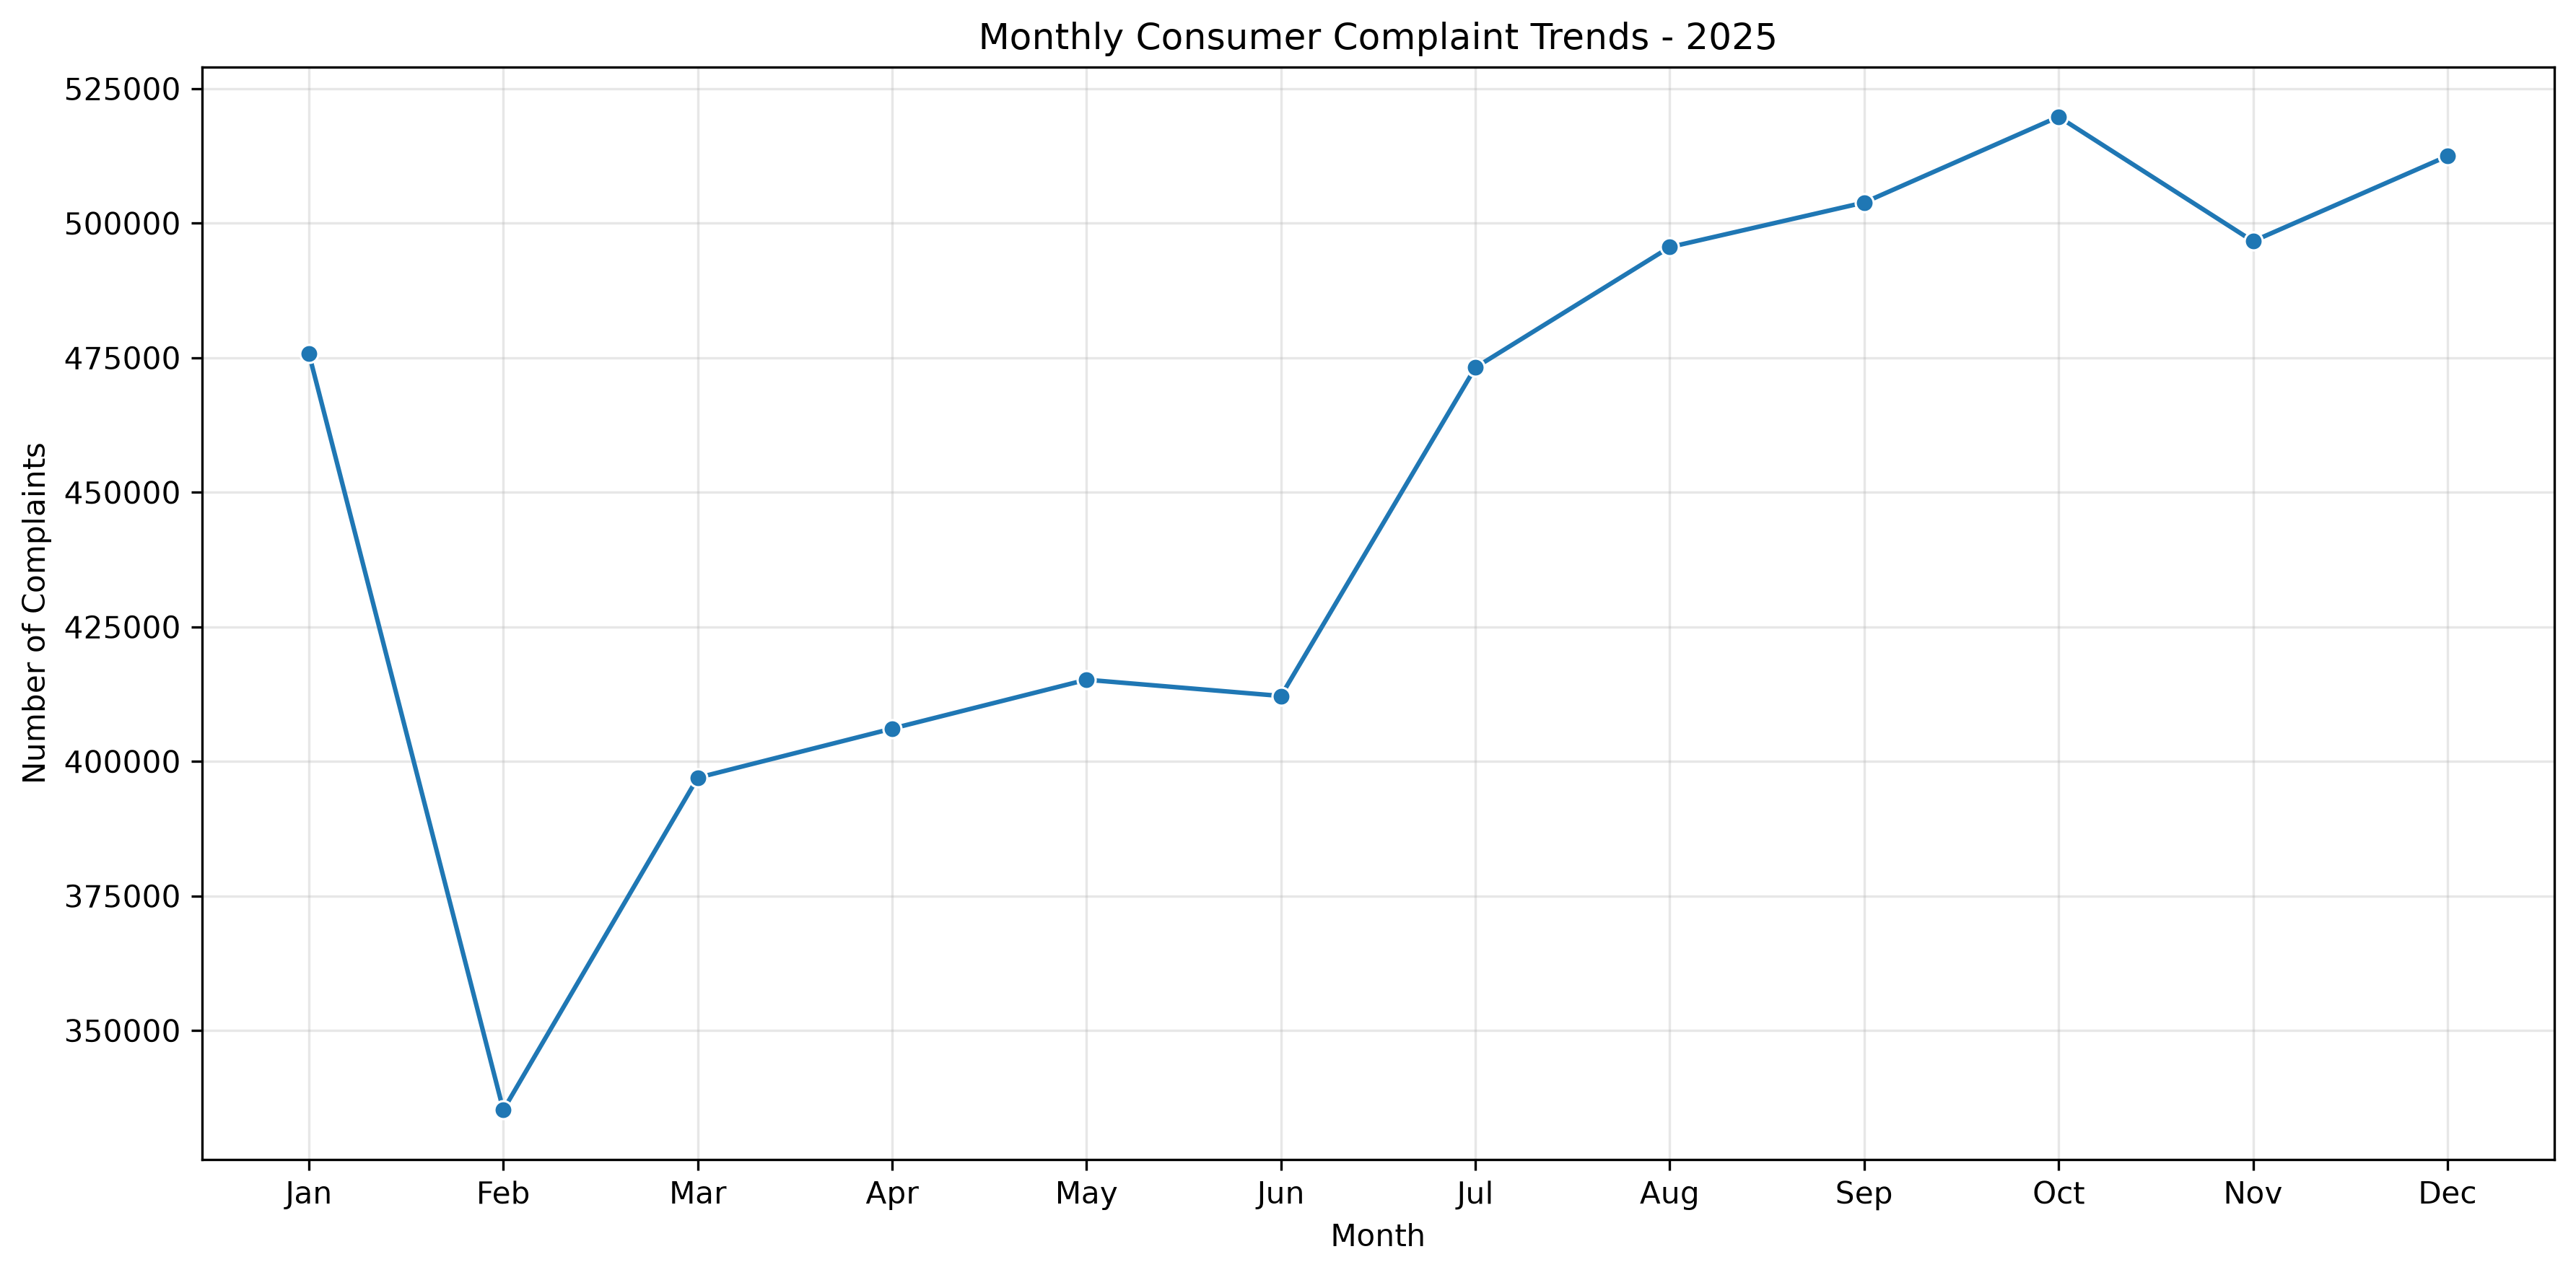 Monthly Consumer Complaint Trends - 2025
525000
500000
475000
450000
425000
400000
375000
350000
Number of Complaints
Jan Feb Mar Apr May Jun Jul Aug Sep Oct Nov Dec
Month